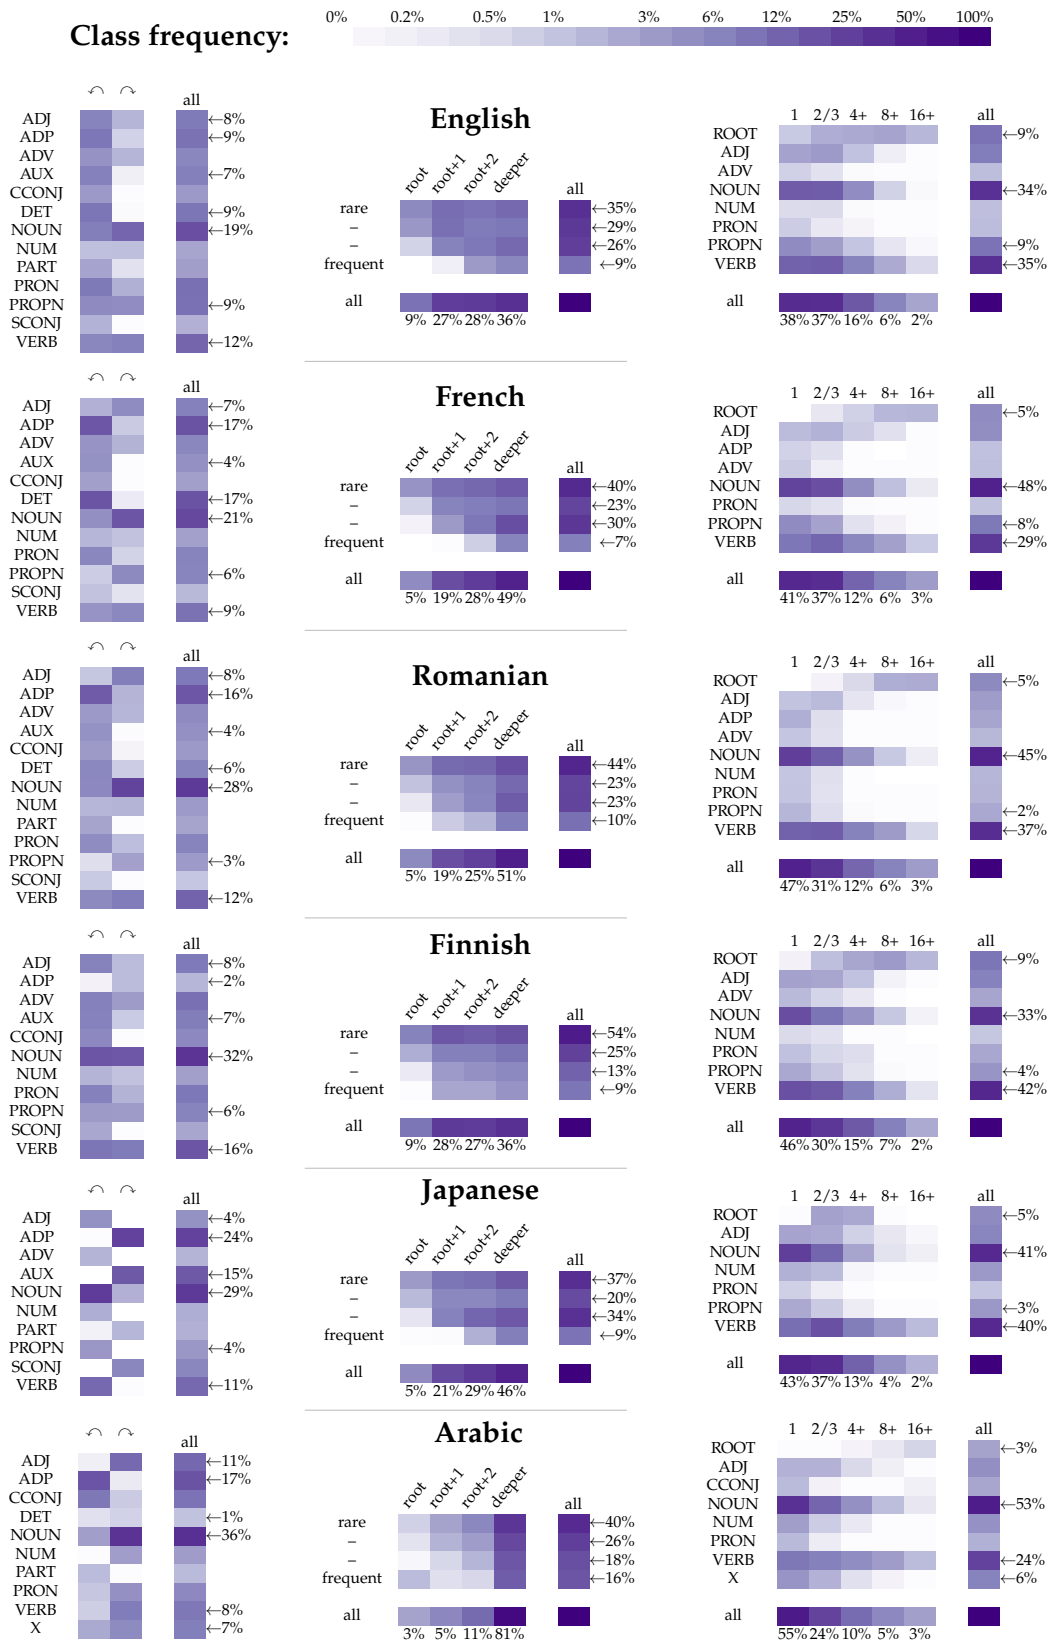 0% 0.2% 0.5% 1% 3% 6% 12% 25% 50% 100%
Class frequency:
English
↶ ↷ all
ADJ ←8%
ADP ←9%
ADV
AUX ←7%
CCONJ
DET ←9%
NOUN ←19%
NUM
PART
PRON
PROPN ←9%
SCONJ
VERB ←12%
root root+1 root+2 deeper all
rare ←35%
– ←29%
– ←26%
frequent ←9%
all
9% 27% 28% 36%
1 2/3 4+ 8+ 16+ all
ROOT ←9%
ADJ
ADV
NOUN ←34%
NUM
PRON
PROPN ←9%
VERB ←35%
all
38% 37% 16% 6% 2%
French
↶ ↷ all
ADJ ←7%
ADP ←17%
ADV
AUX ←4%
CCONJ
DET ←17%
NOUN ←21%
NUM
PRON
PROPN ←6%
SCONJ
VERB ←9%
root root+1 root+2 deeper all
rare ←40%
– ←23%
– ←30%
frequent ←7%
all
5% 19% 28% 49%
1 2/3 4+ 8+ 16+ all
ROOT ←5%
ADJ
ADP
ADV
NOUN ←48%
PRON
PROPN ←8%
VERB ←29%
all
41% 37% 12% 6% 3%
Romanian
↶ ↷ all
ADJ ←8%
ADP ←16%
ADV
AUX ←4%
CCONJ
DET ←6%
NOUN ←28%
NUM
PART
PRON
PROPN ←3%
SCONJ
VERB ←12%
root root+1 root+2 deeper all
rare ←44%
– ←23%
– ←23%
frequent ←10%
all
5% 19% 25% 51%
1 2/3 4+ 8+ 16+ all
ROOT ←5%
ADJ
ADP
ADV
NOUN ←45%
NUM
PRON
PROPN ←2%
VERB ←37%
all
47% 31% 12% 6% 3%
Finnish
↶ ↷ all
ADJ ←8%
ADP ←2%
ADV
AUX ←7%
CCONJ
NOUN ←32%
NUM
PRON
PROPN ←6%
SCONJ
VERB ←16%
root root+1 root+2 deeper all
rare ←54%
– ←25%
– ←13%
frequent ←9%
all
9% 28% 27% 36%
1 2/3 4+ 8+ 16+ all
ROOT ←9%
ADJ
ADV
NOUN ←33%
NUM
PRON
PROPN ←4%
VERB ←42%
all
46% 30% 15% 7% 2%
Japanese
↶ ↷ all
ADJ ←4%
ADP ←24%
ADV
AUX ←15%
NOUN ←29%
NUM
PART
PROPN ←4%
SCONJ
VERB ←11%
root root+1 root+2 deeper all
rare ←37%
– ←20%
– ←34%
frequent ←9%
all
5% 21% 29% 46%
1 2/3 4+ 8+ 16+ all
ROOT ←5%
ADJ
NOUN ←41%
NUM
PRON
PROPN ←3%
VERB ←40%
all
43% 37% 13% 4% 2%
Arabic
↶ ↷ all
ADJ ←11%
ADP ←17%
CCONJ
DET ←1%
NOUN ←36%
NUM
PART
PRON
VERB ←8%
X ←7%
root root+1 root+2 deeper all
rare ←40%
– ←26%
– ←18%
frequent ←16%
all
3% 5% 11% 81%
1 2/3 4+ 8+ 16+ all
ROOT ←3%
ADJ
CCONJ
NOUN ←53%
NUM
PRON
VERB ←24%
X ←6%
all
55% 24% 10% 5% 3%